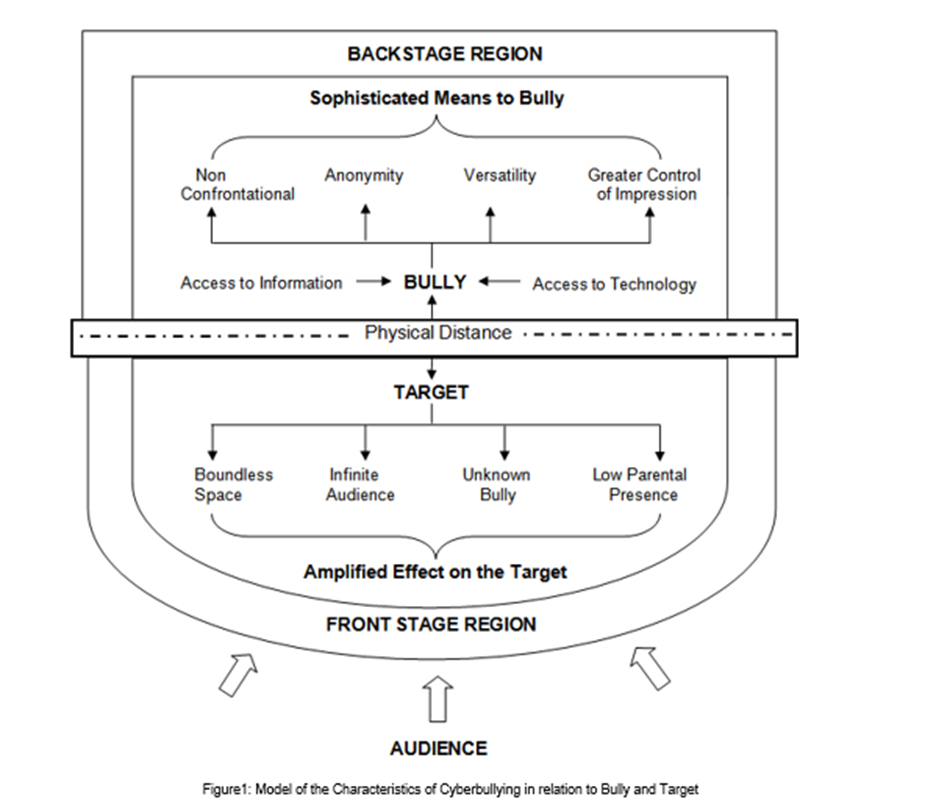 BACKSTAGE REGION
Sophisticated Means to Bully
Non
Confrontational
Anonymity
Versatility
Greater Control
of Impression
Access to Information
BULLY
Access to Technology
Physical Distance
TARGET
Boundless
Space
Infinite
Audience
Unknown
Bully
Low Parental
Presence
Amplified Effect on the Target
FRONT STAGE REGION
AUDIENCE
Figure1: Model of the Characteristics of Cyberbullying in relation to Bully and Target